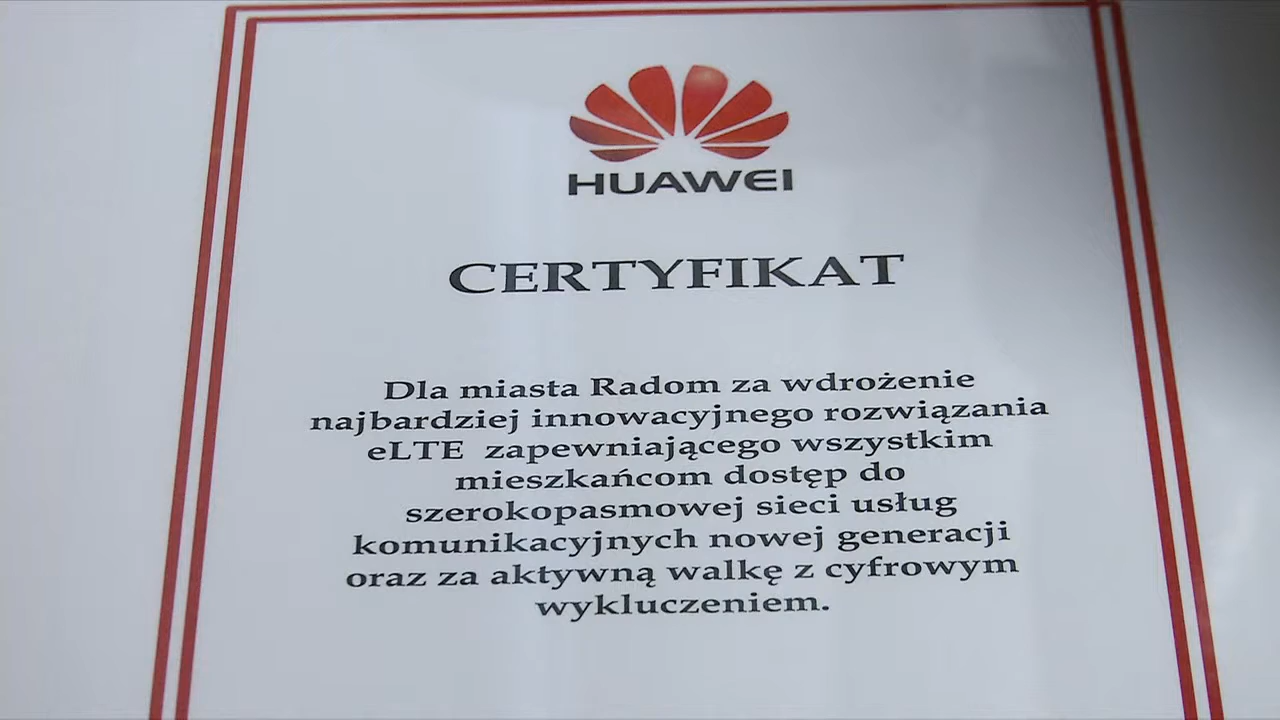 HUAWEI
CERTYFIKAT
Dla miasta Radom za wdrożenie
najbardziej innowacyjnego rozwiązania
eLTE zapewniającego wszystkim
mieszkańcom dostęp do
szerokopasmowej sieci usług
komunikacyjnych nowej generacji
oraz za aktywną walkę z cyfrowym
wykluczeniem.